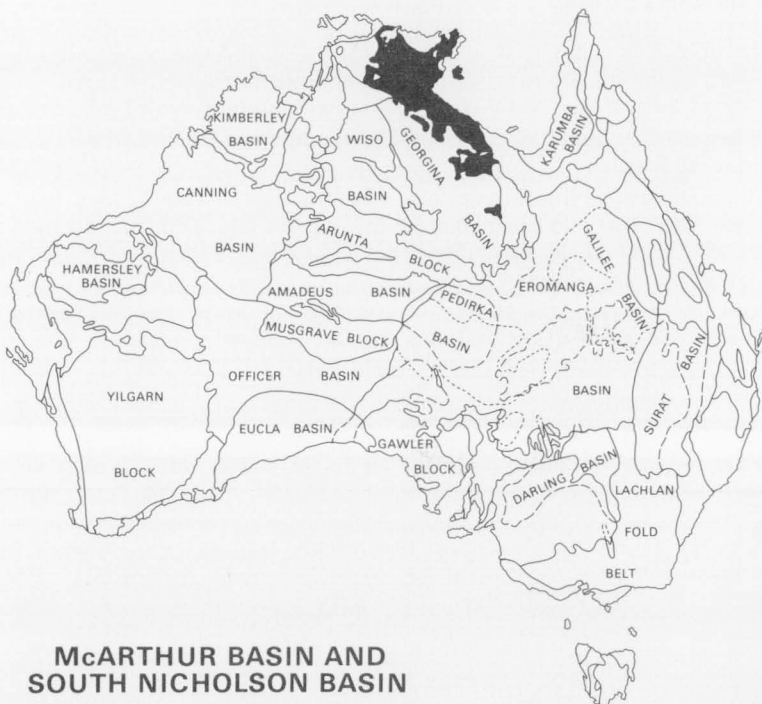 KIMBERLEY
BASIN
WISO
BASIN
GEORGINA
BASIN
KARUMBA
BASIN
CANNING
BASIN
ARUNTA
BLOCK
HAMERSLEY
BASIN
AMADEUS BASIN
PEDIRKA
BASIN
EROMANGA
BASIN
GALILEE
BASIN
MUSGRAVE BLOCK
YILGARN
BLOCK
OFFICER BASIN
EUCLA BASIN
GAWLER
BLOCK
SURAT
BASIN
DARLING BASIN
LACHLAN
FOLD
BELT
McARTHUR BASIN AND
SOUTH NICHOLSON BASIN